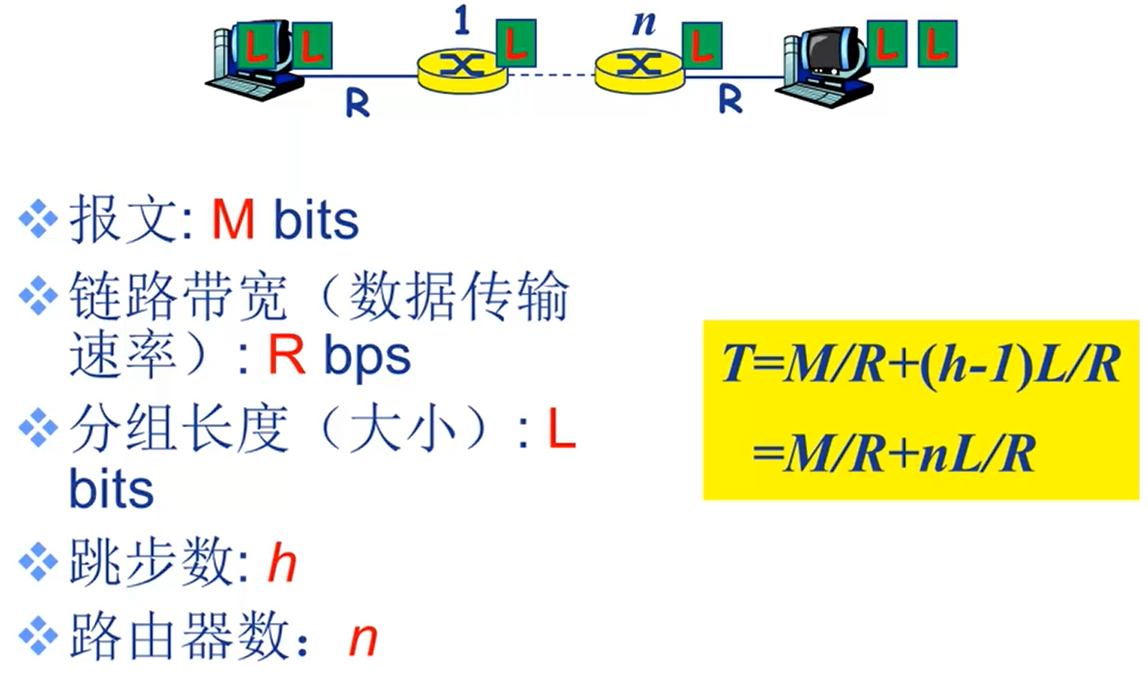 1 n
L L L L L L
R R
报文: M bits
链路带宽（数据传输
速率）: R bps
分组长度（大小）: L
bits
跳步数: h
路由器数：n
T=M/R+(h-1)L/R
=M/R+nL/R